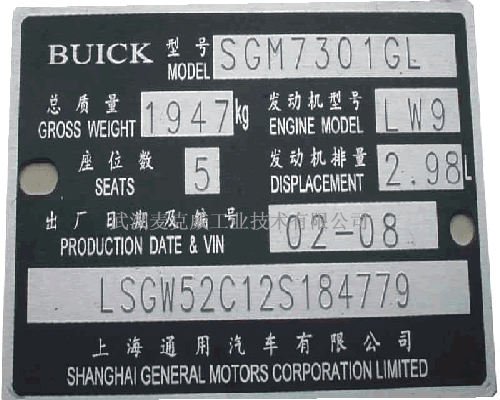 BUICK 型号 SGM7301GL
MODEL
总质量 1947 kg 发动机型号 LW9
GROSS WEIGHT ENGINE MODEL
座位数 5 发动机排量 2.98 L
SEATS DISPLACEMENT
出厂日期及编号 02-08
PRODUCTION DATE & VIN
LSGW52C12S184779
上海通用汽车有限公司
SHANGHAI GENERAL MOTORS CORPORATION LIMITED